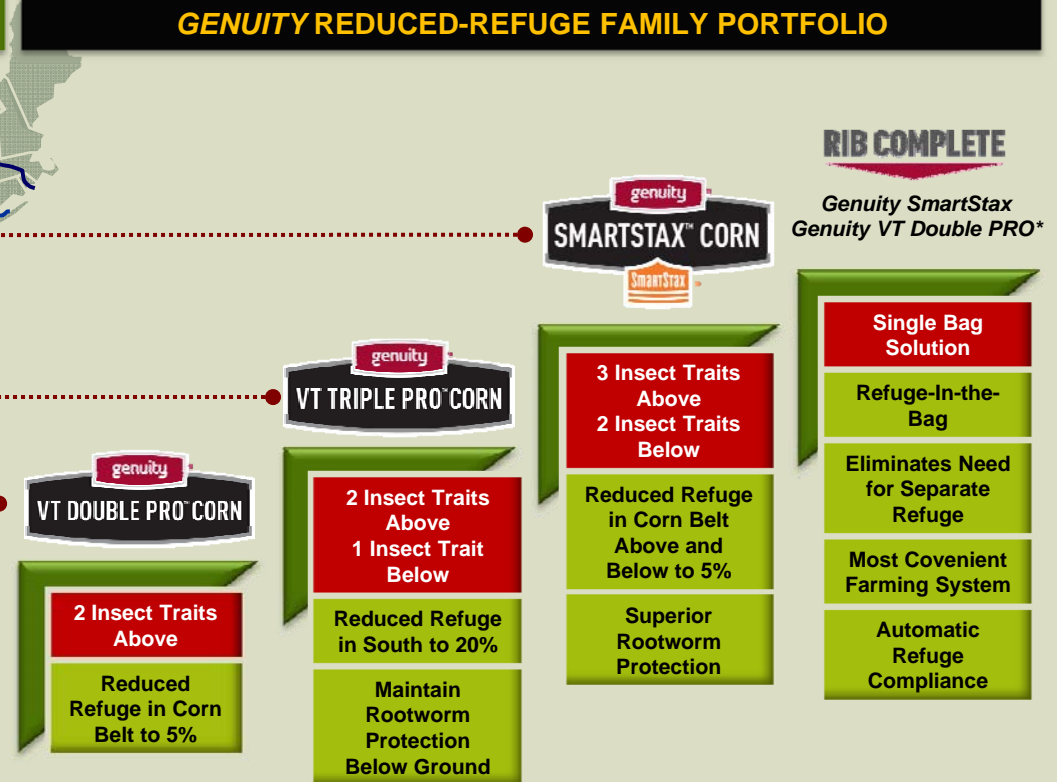 GENUITY REDUCED-REFUGE FAMILY PORTFOLIO
RIB COMPLETE
Genuity SmartStax
Genuity VT Double PRO*
Single Bag
Solution
Refuge-In-the-
Bag
Eliminates Need
for Separate
Refuge
Most Covenient
Farming System
Automatic
Refuge
Compliance
genuity
SMARTSTAX™ CORN
SmartStax
3 Insect Traits
Above
2 Insect Traits
Below
Reduced Refuge
in Corn Belt
Above and
Below to 5%
Superior
Rootworm
Protection
genuity
VT TRIPLE PRO™ CORN
2 Insect Traits
Above
1 Insect Trait
Below
Reduced Refuge
in South to 20%
Maintain
Rootworm
Protection
Below Ground
genuity
VT DOUBLE PRO™ CORN
2 Insect Traits
Above
Reduced
Refuge in Corn
Belt to 5%